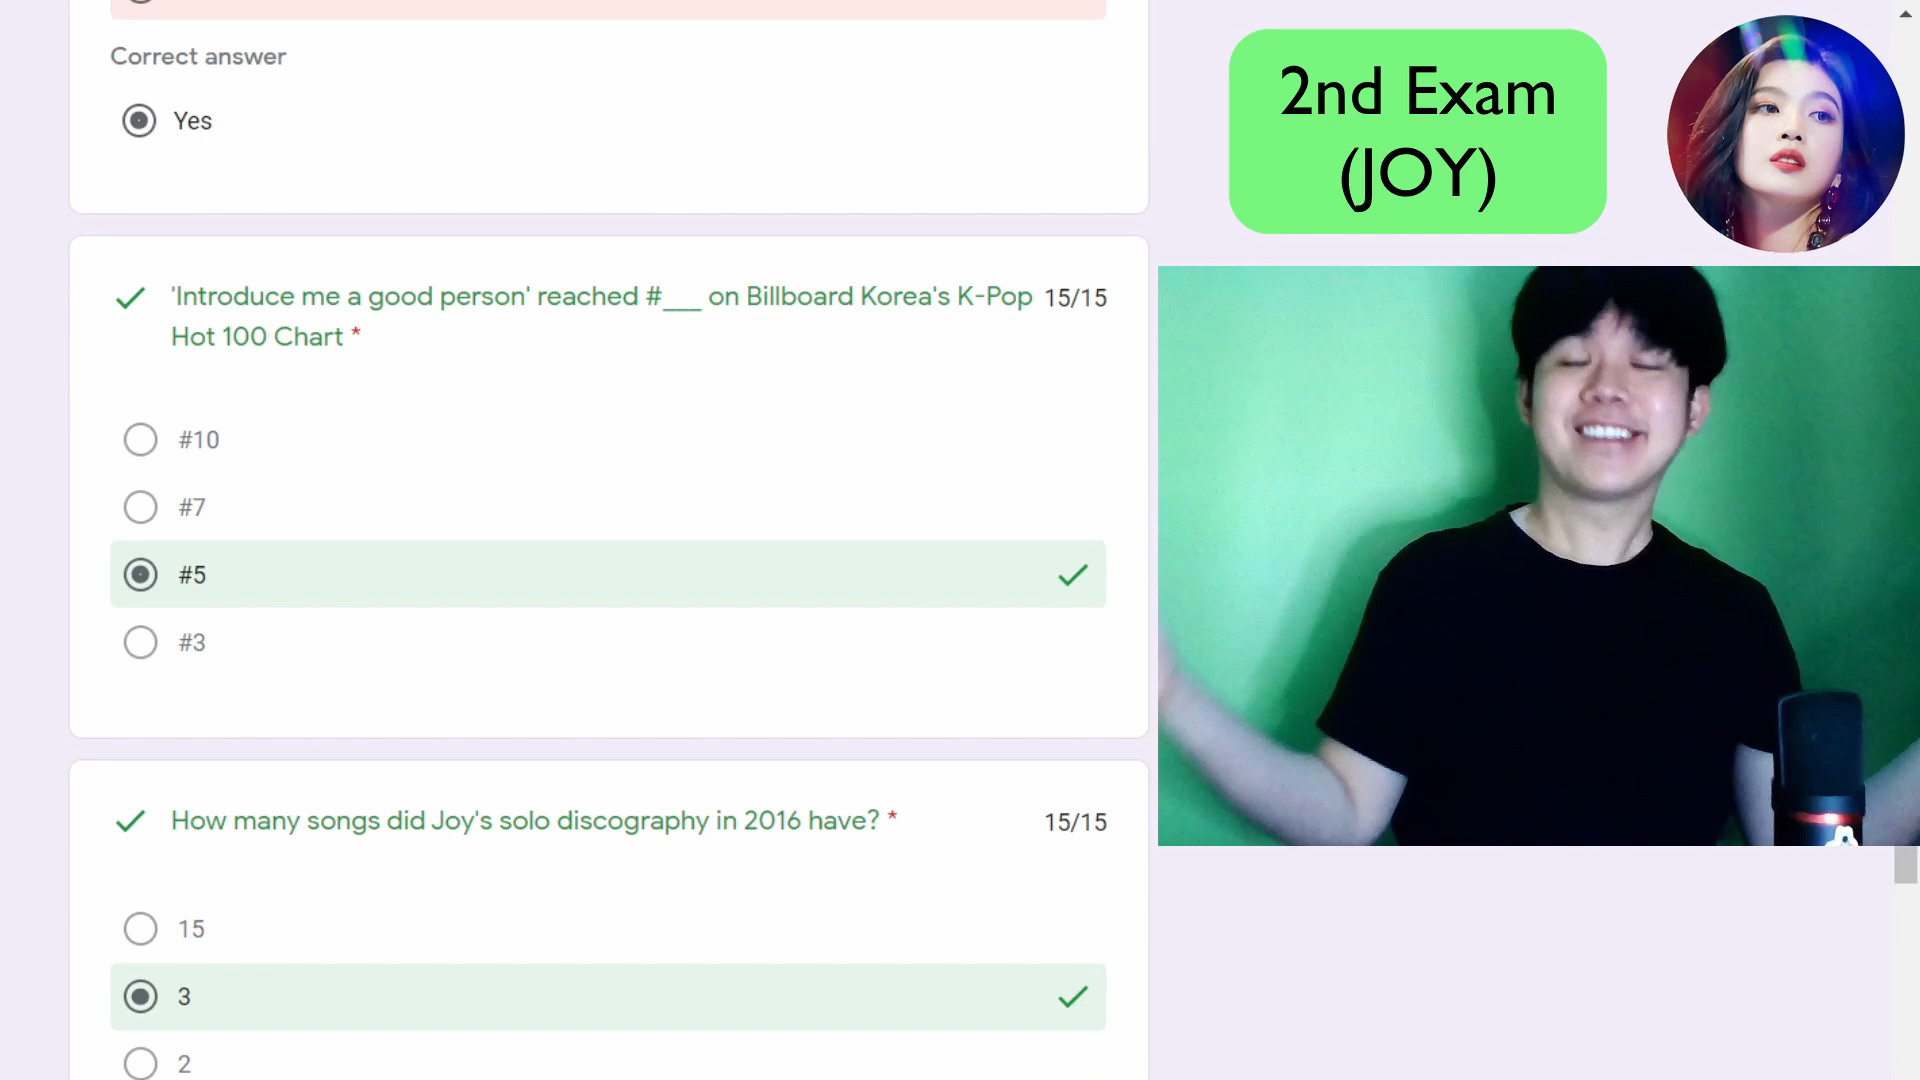 Correct answer
Yes
2nd Exam
(JOY)
'Introduce me a good person' reached #___ on Billboard Korea's K-Pop
Hot 100 Chart *
15/15
#10
#7
#5
#3
How many songs did Joy's solo discography in 2016 have? *
15/15
15
3
2